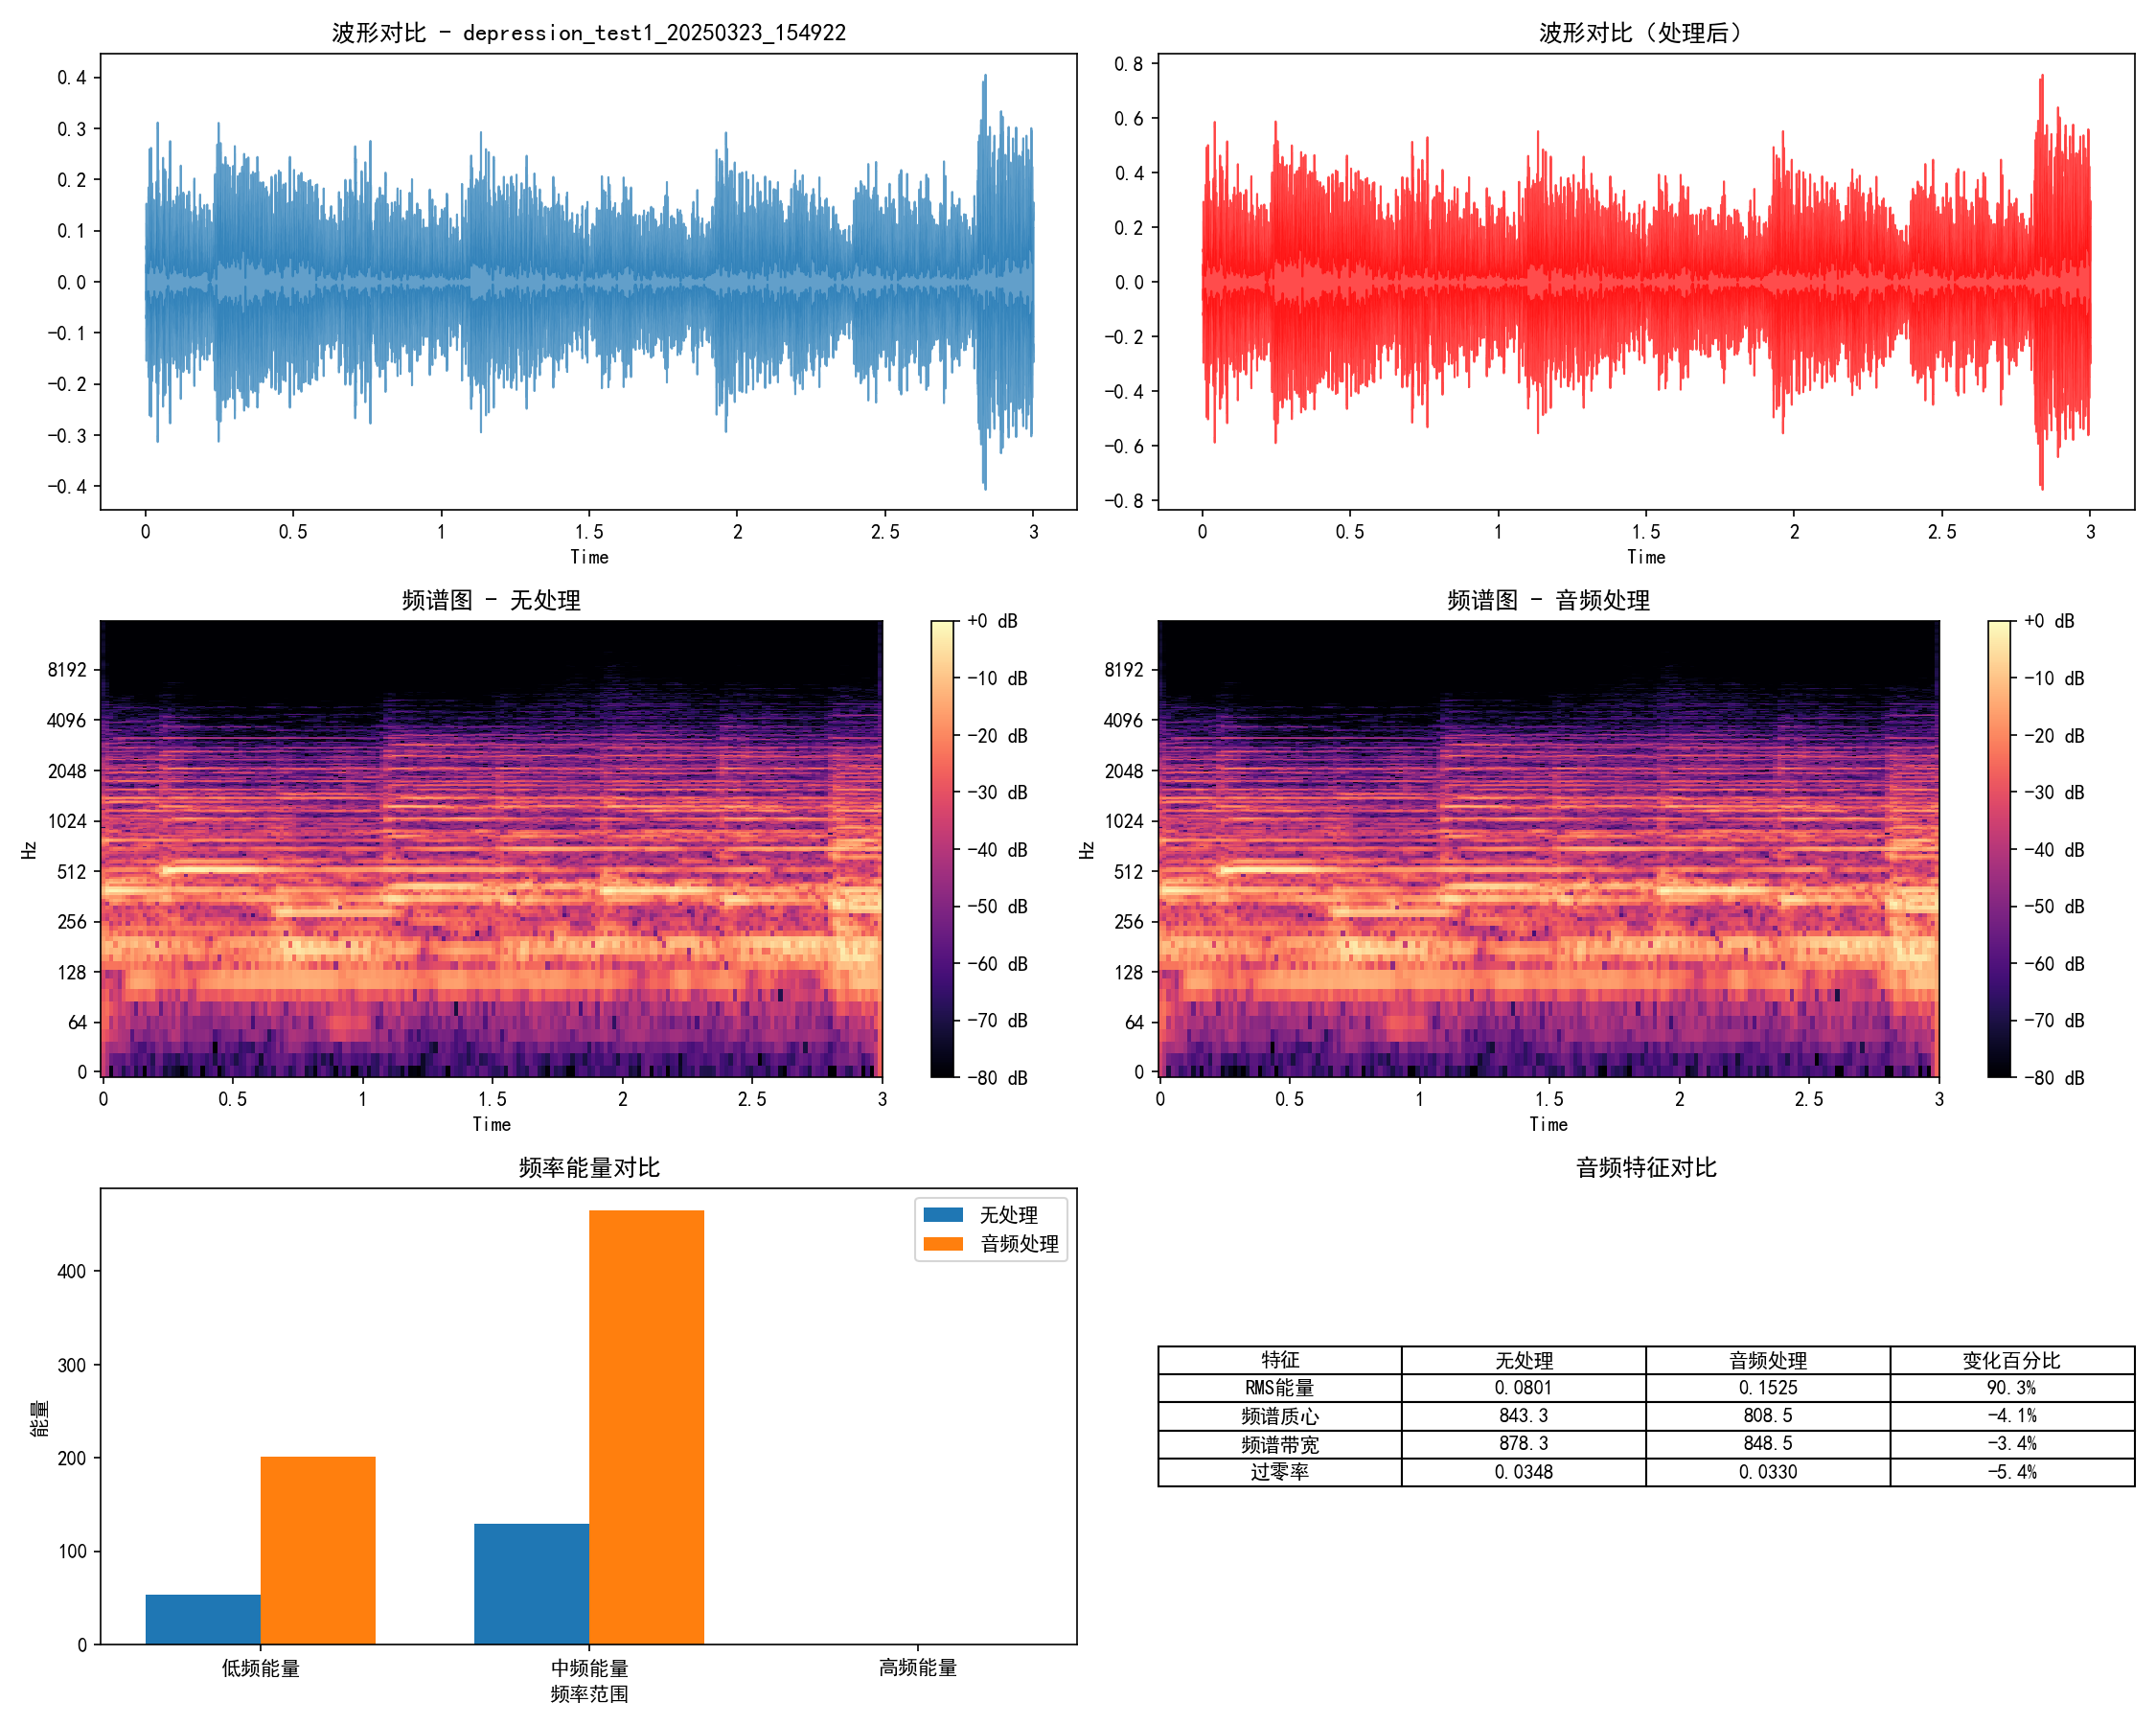 波形对比 - depression_test1_20250323_154922
0.4
0.3
0.2
0.1
0.0
-0.1
-0.2
-0.3
-0.4
0 0.5 1 1.5 2 2.5 3
Time
波形对比（处理后）
0.8
0.6
0.4
0.2
0.0
-0.2
-0.4
-0.6
-0.8
0 0.5 1 1.5 2 2.5 3
Time
频谱图 - 无处理
Hz
8192
4096
2048
1024
512
256
128
64
0
0 0.5 1 1.5 2 2.5 3
Time
+0 dB
-10 dB
-20 dB
-30 dB
-40 dB
-50 dB
-60 dB
-70 dB
-80 dB
频谱图 - 音频处理
Hz
8192
4096
2048
1024
512
256
128
64
0
0 0.5 1 1.5 2 2.5 3
Time
+0 dB
-10 dB
-20 dB
-30 dB
-40 dB
-50 dB
-60 dB
-70 dB
-80 dB
频率能量对比
能量
400
300
200
100
0
无处理
音频处理
低频能量 中频能量 高频能量
频率范围
音频特征对比
特征 无处理 音频处理 变化百分比
RMS能量 0.0801 0.1525 90.3%
频谱质心 843.3 808.5 -4.1%
频谱带宽 878.3 848.5 -3.4%
过零率 0.0348 0.0330 -5.4%